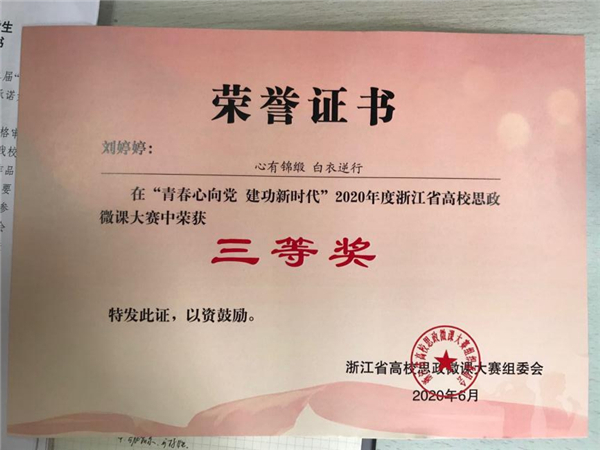 荣誉证书
刘婷婷：
心有锦缎 白衣逆行
在“青春心向党 建功新时代”2020年度浙江省高校思政
微课大赛中荣获
三等奖
特发此证，以资鼓励。
浙江省高校思政微课大赛组委会
2020年6月